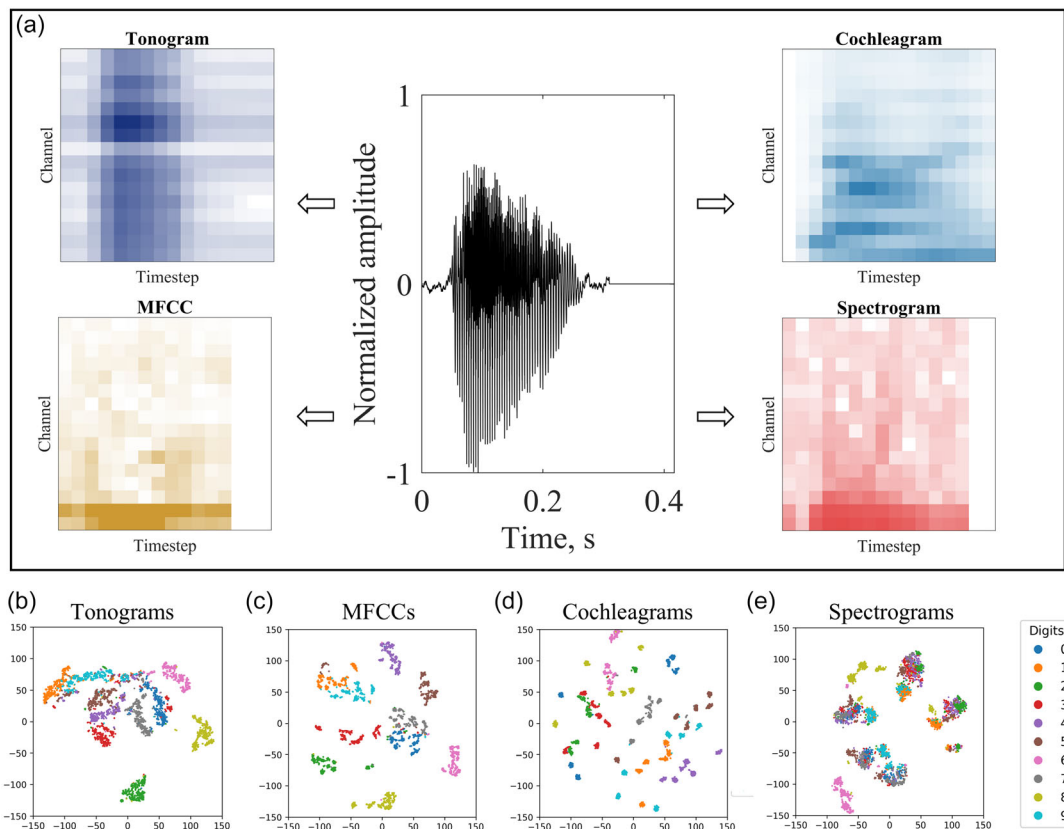 (a)
Tonogram
Channel
Timestep
MFCC
Channel
Timestep
1
0
-1
Normalized amplitude
0 0.2 0.4
Time, s
Cochleagram
Channel
Timestep
Spectrogram
Channel
Timestep
(b) Tonograms
150
100
50
0
−50
−100
−150
−150 −100 −50 0 50 100 150
(c) MFCCs
150
100
50
0
−50
−100
−150
−150 −100 −50 0 50 100 150
(d) Cochleagrams
150
100
50
0
−50
−100
−150
−150 −100 −50 0 50 100 150
(e) Spectrograms
150
100
50
0
−50
−100
−150
−150 −100 −50 0 50 100 150
Digits